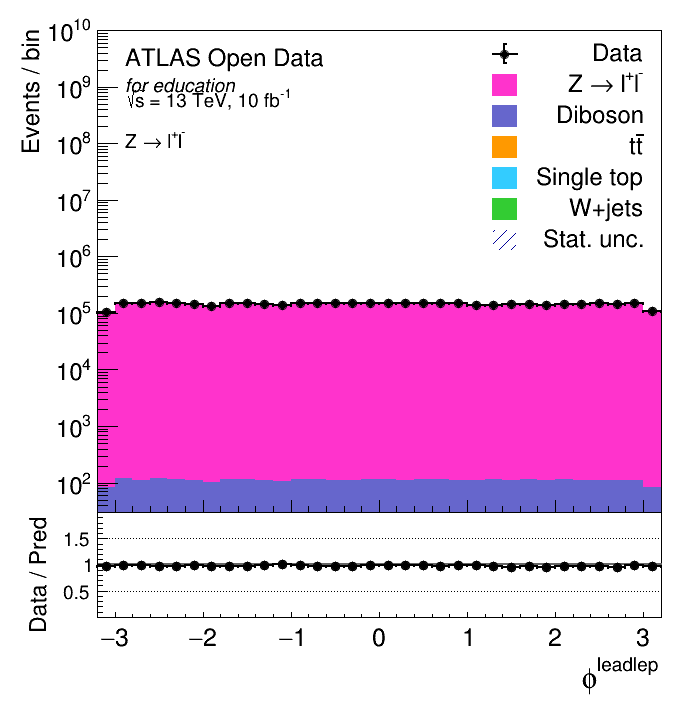 Events / bin
10¹⁰
10⁹
10⁸
10⁷
10⁶
10⁵
10⁴
10³
10²
ATLAS Open Data
for education
√s = 13 TeV, 10 fb⁻¹
Z → l⁺l⁻
Data
Z → l⁺l⁻
Diboson
tt̄
Single top
W+jets
Stat. unc.
Data / Pred
1.5
1
0.5
−3 −2 −1 0 1 2 3
ϕ^leadlep